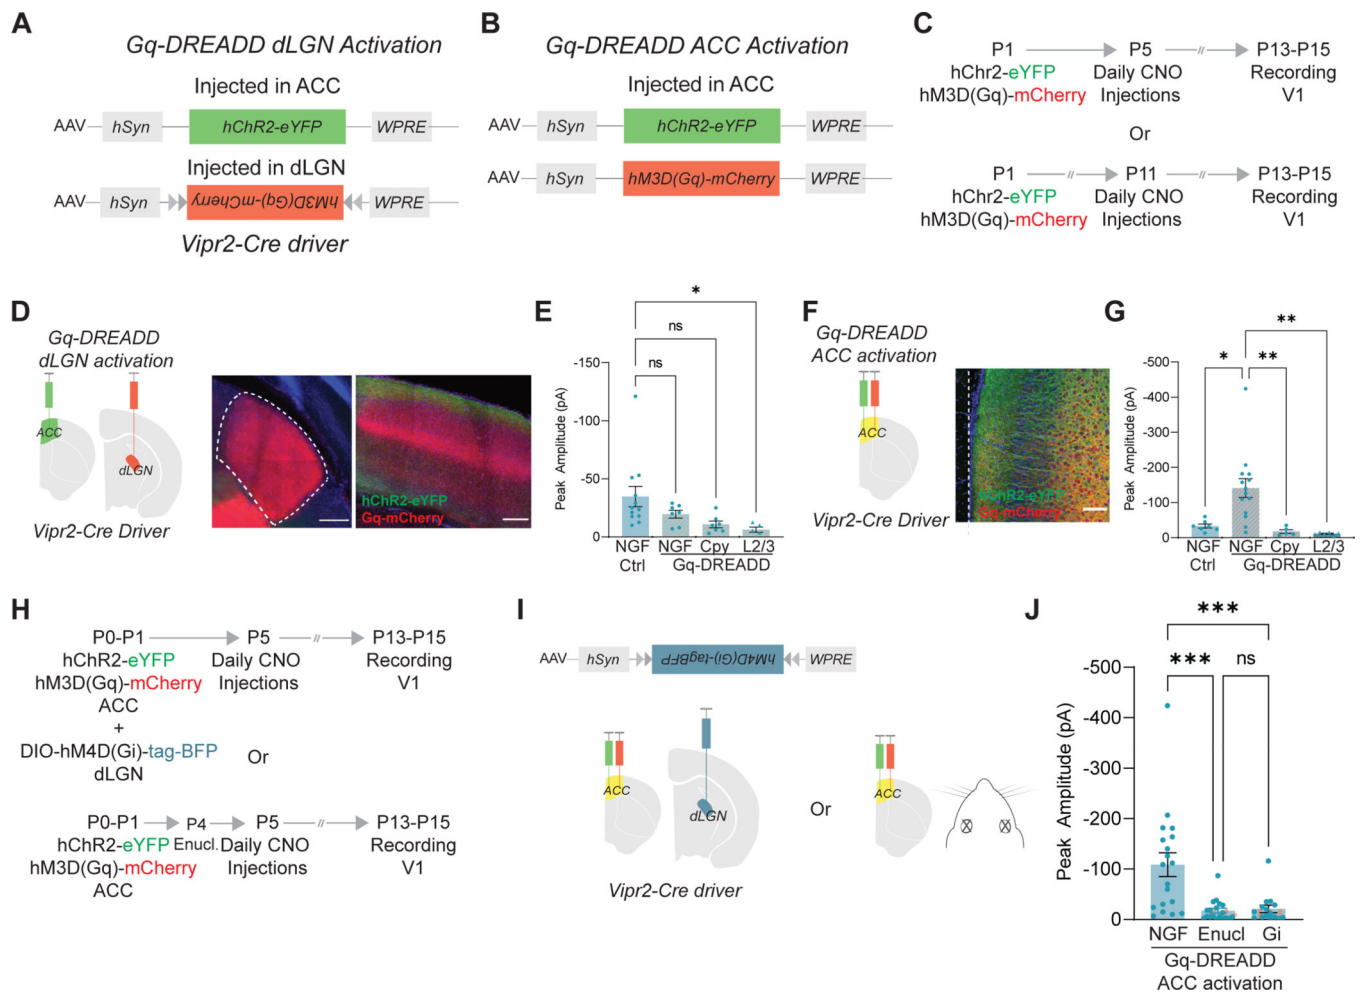 A
Gq-DREADD dLGN Activation
Injected in ACC
AAV hSyn hChR2-eYFP WPRE
Injected in dLGN
AAV hSyn hM3D(Gq)-mCherry WPRE
Vipr2-Cre driver
B
Gq-DREADD ACC Activation
Injected in ACC
AAV hSyn hChR2-eYFP WPRE
AAV hSyn hM3D(Gq)-mCherry WPRE
C
P1 // P5 P13-P15
hChr2-eYFP Daily CNO Recording
hM3D(Gq)-mCherry Injections V1
Or
P1 // P11 // P13-P15
hChr2-eYFP Daily CNO Recording
hM3D(Gq)-mCherry Injections V1
D
Gq-DREADD
dLGN activation
ACC
dLGN
Vipr2-Cre Driver
hChR2-eYFP
Gq-mCherry
E
*
ns
ns
-150
-100
-50
0
Peak Amplitude (pA)
NGF NGF Cpy L2/3
Ctrl Gq-DREADD
F
Gq-DREADD
ACC activation
ACC
Vipr2-Cre Driver
hChR2-eYFP
Gq-mCherry
G
**
* **
-500
-400
-300
-200
-100
0
Peak Amplitude (pA)
NGF NGF Cpy L2/3
Ctrl Gq-DREADD
H
P0-P1 P5 // P13-P15
hChR2-eYFP Daily CNO Recording
hM3D(Gq)-mCherry Injections V1
ACC
+
DIO-hM4D(Gi)-tag-BFP Or
dLGN
P0-P1 P4 P5 // P13-P15
hChR2-eYFP Enucl. Daily CNO Recording
hM3D(Gq)-mCherry Injections V1
ACC
I
AAV hSyn hM4D(Gi)-tagBFP WPRE
ACC
dLGN
Or
ACC
Vipr2-Cre driver
J
***
*** ns
-500
-400
-300
-200
-100
0
Peak Amplitude (pA)
NGF Enucl Gi
Gq-DREADD
ACC activation